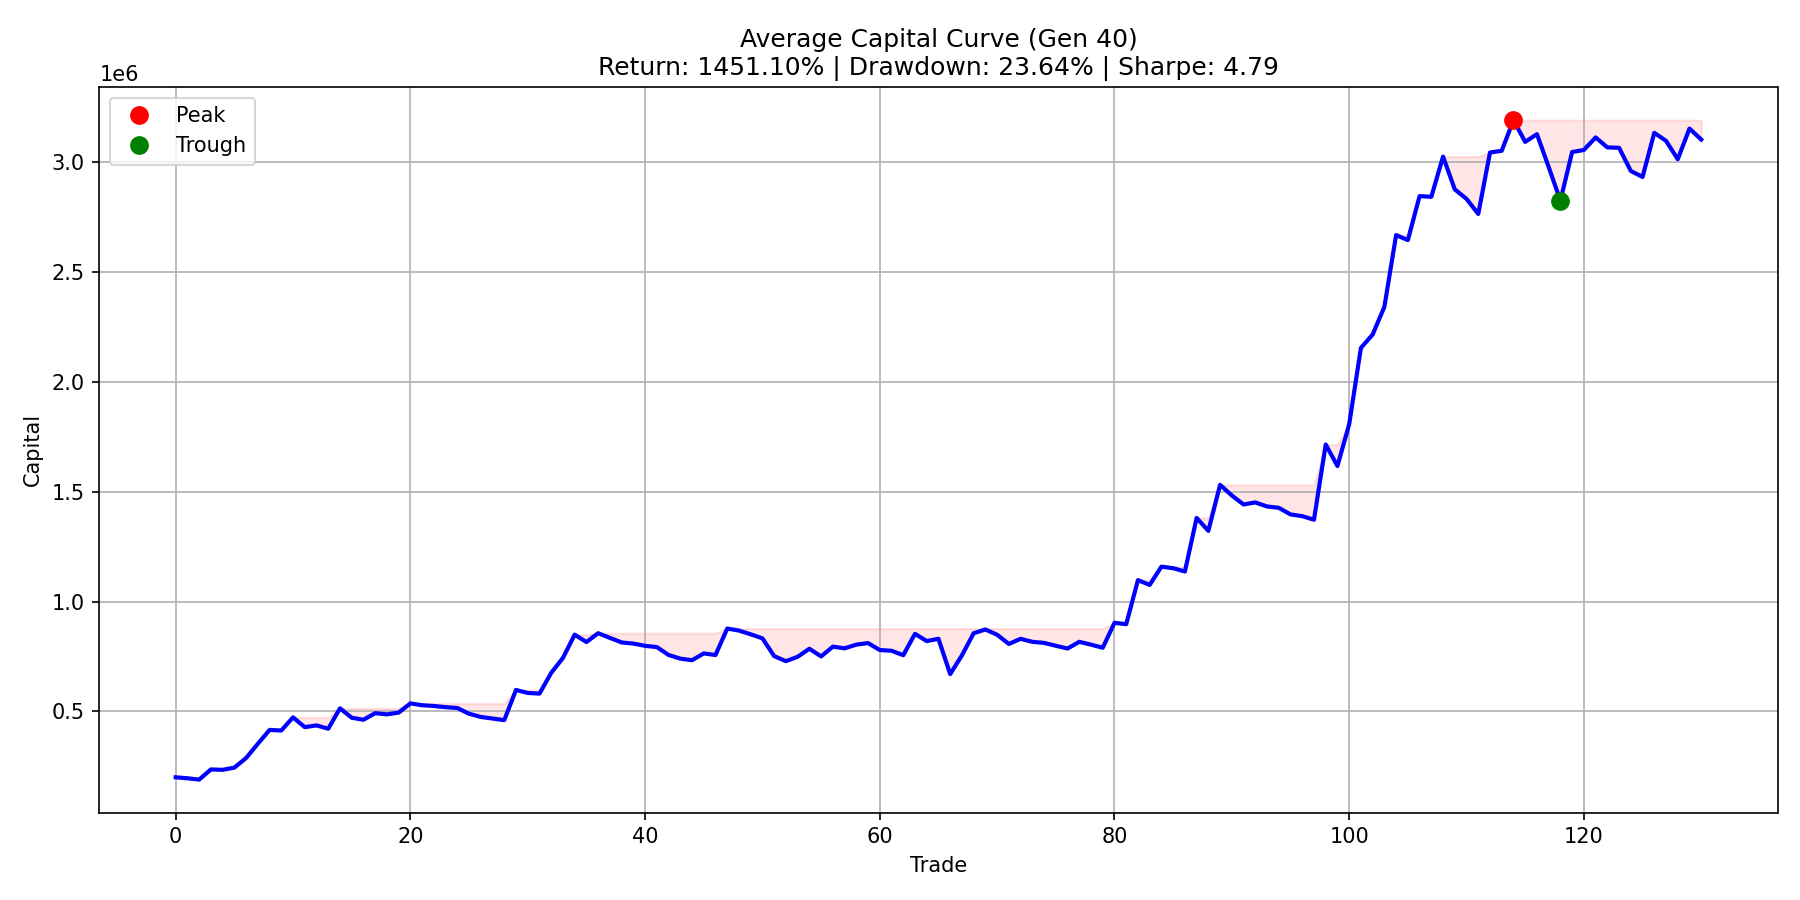 Average Capital Curve (Gen 40)
Return: 1451.10% | Drawdown: 23.64% | Sharpe: 4.79
1e6
Peak
Trough
3.0
2.5
2.0
1.5
1.0
0.5
Capital
0 20 40 60 80 100 120
Trade